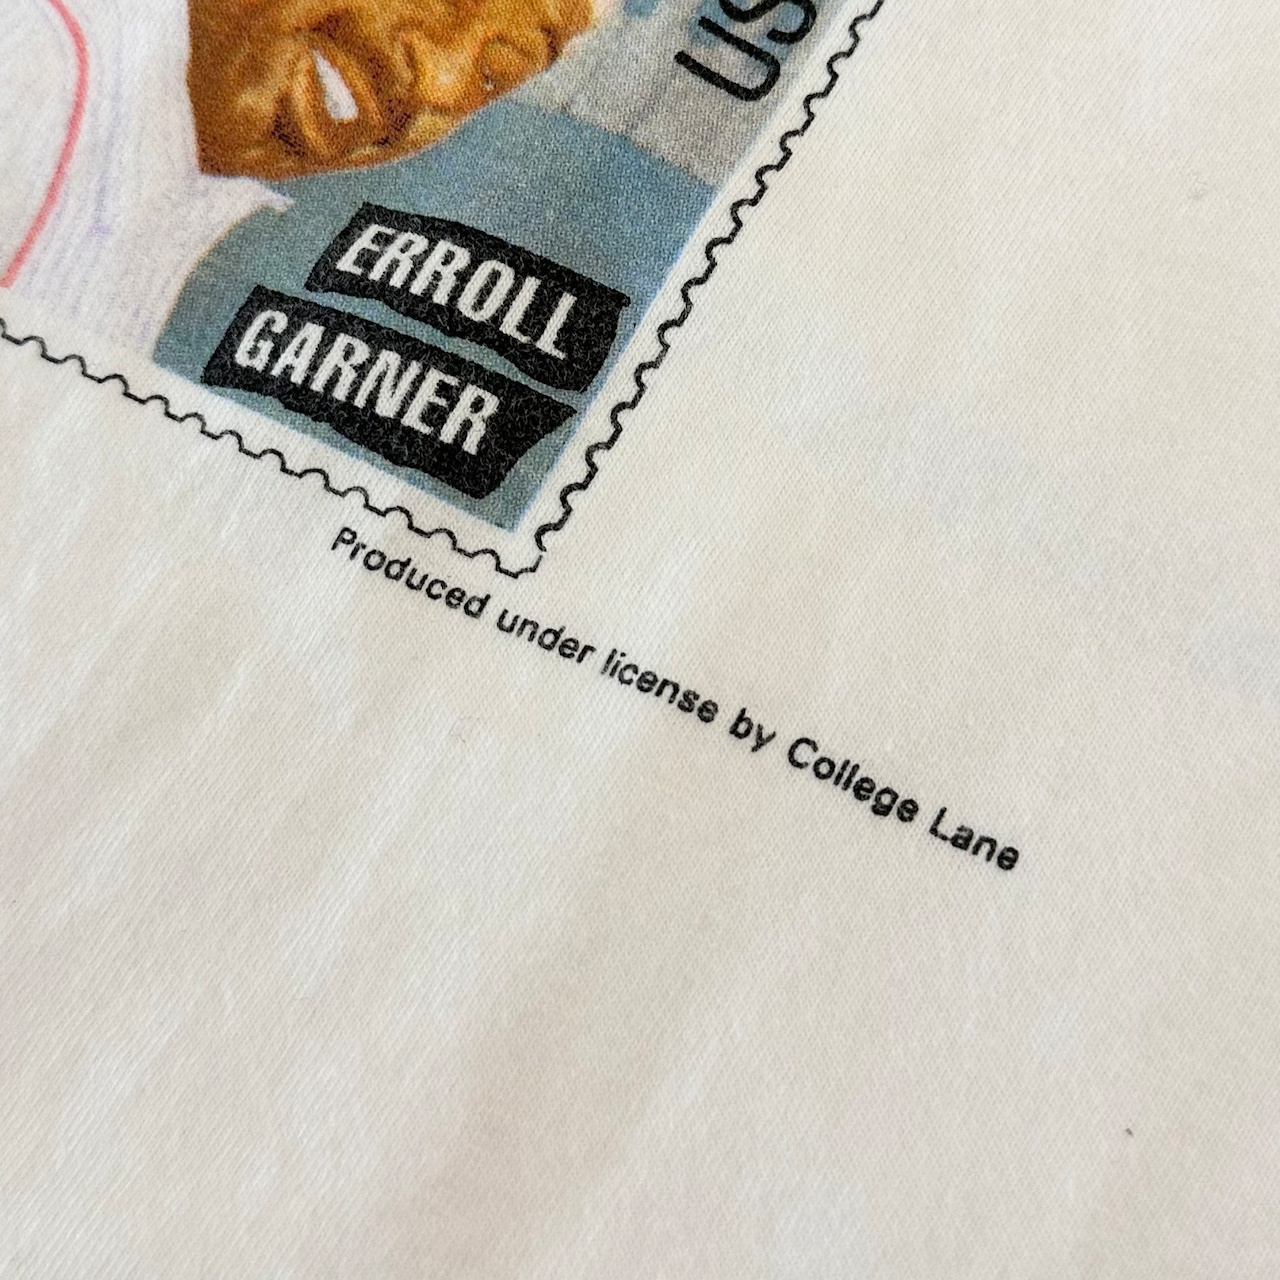 US
ERROLL
GARNER
Produced under license by College Lane